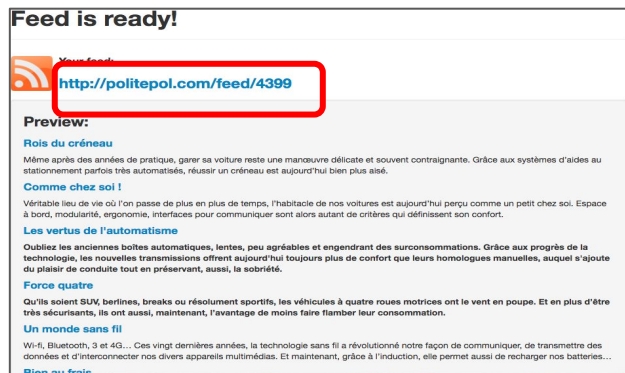 Feed is ready!
Your feed:
http://politepol.com/feed/4399
Preview:
Rois du créneau
Même après des années de pratique, garer sa voiture reste une manœuvre délicate et souvent contraignante. Grâce aux systèmes d'aides au
stationnement parfois très automatisés, réussir un créneau est aujourd'hui bien plus aisé.
Comme chez soi !
Véritable lieu de vie où l'on passe de plus en plus de temps, l'habitacle de nos voitures est aujourd'hui perçu comme un petit chez soi. Espace
à bord, modularité, ergonomie, interfaces pour communiquer sont alors autant de critères qui définissent son confort.
Les vertus de l'automatisme
Oubliez les anciennes boîtes automatiques, lentes, peu agréables et engendrant des surconsommations. Grâce aux progrès de la
technologie, les nouvelles transmissions offrent aujourd'hui toujours plus de confort que leurs homologues manuelles, auquel s'ajoute
du plaisir de conduite tout en préservant, aussi, la sobriété.
Force quatre
Qu'ils soient SUV, berlines, breaks ou résolument sportifs, les véhicules à quatre roues motrices ont le vent en poupe. Et en plus d'être
très sécurisants, ils ont aussi, maintenant, l'avantage de moins faire flamber leur consommation.
Un monde sans fil
Wi-fi, Bluetooth, 3 et 4G... Ces vingt dernières années, la technologie sans fil a révolutionné notre façon de communiquer, de transmettre des
données et d'interconnecter nos divers appareils multimédias. Et maintenant, grâce à l'induction, elle permet aussi de recharger nos batteries...
Bien au frais